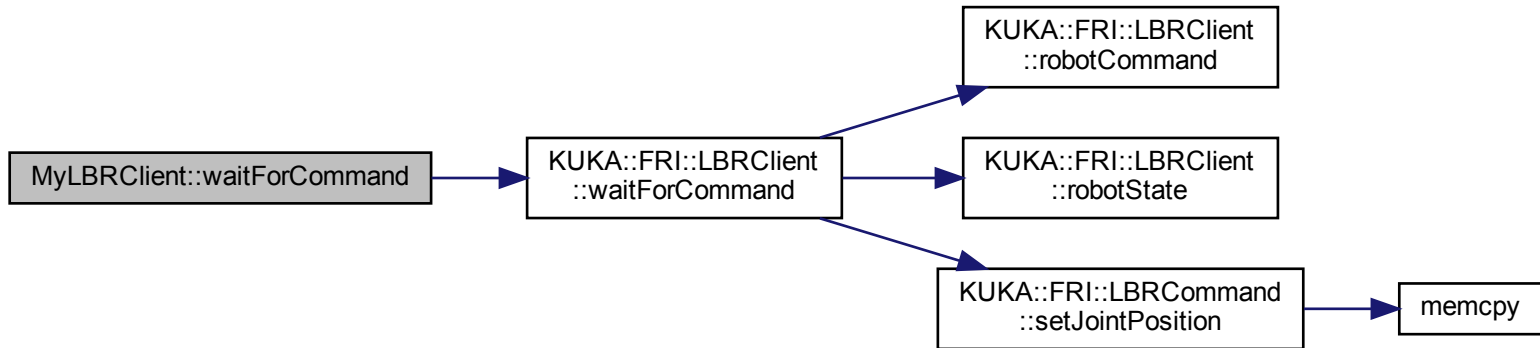 MyLBRClient::waitForCommand
KUKA::FRI::LBRClient
::waitForCommand
KUKA::FRI::LBRClient
::robotCommand
KUKA::FRI::LBRClient
::robotState
KUKA::FRI::LBRCommand
::setJointPosition
memcpy